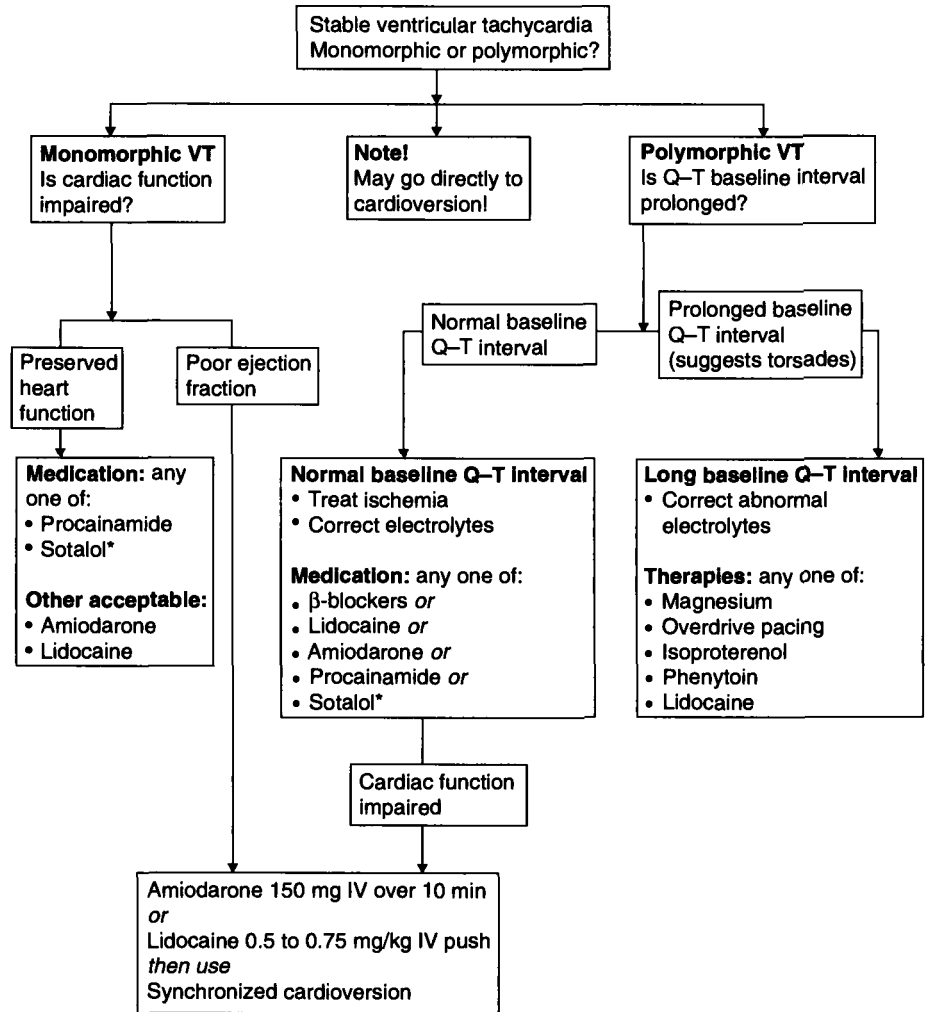 Stable ventricular tachycardia
Monomorphic or polymorphic?
Monomorphic VT
Is cardiac function
impaired?
Note!
May go directly to
cardioversion!
Polymorphic VT
Is Q–T baseline interval
prolonged?
Normal baseline
Q–T interval
Prolonged baseline
Q–T interval
(suggests torsades)
Preserved
heart
function
Poor ejection
fraction
Medication: any
one of:
• Procainamide
• Sotalol*
Other acceptable:
• Amiodarone
• Lidocaine
Normal baseline Q–T interval
• Treat ischemia
• Correct electrolytes
Medication: any one of:
• β-blockers or
• Lidocaine or
• Amiodarone or
• Procainamide or
• Sotalol*
Long baseline Q–T interval
• Correct abnormal
electrolytes
Therapies: any one of:
• Magnesium
• Overdrive pacing
• Isoproterenol
• Phenytoin
• Lidocaine
Cardiac function
impaired
Amiodarone 150 mg IV over 10 min
or
Lidocaine 0.5 to 0.75 mg/kg IV push
then use
Synchronized cardioversion